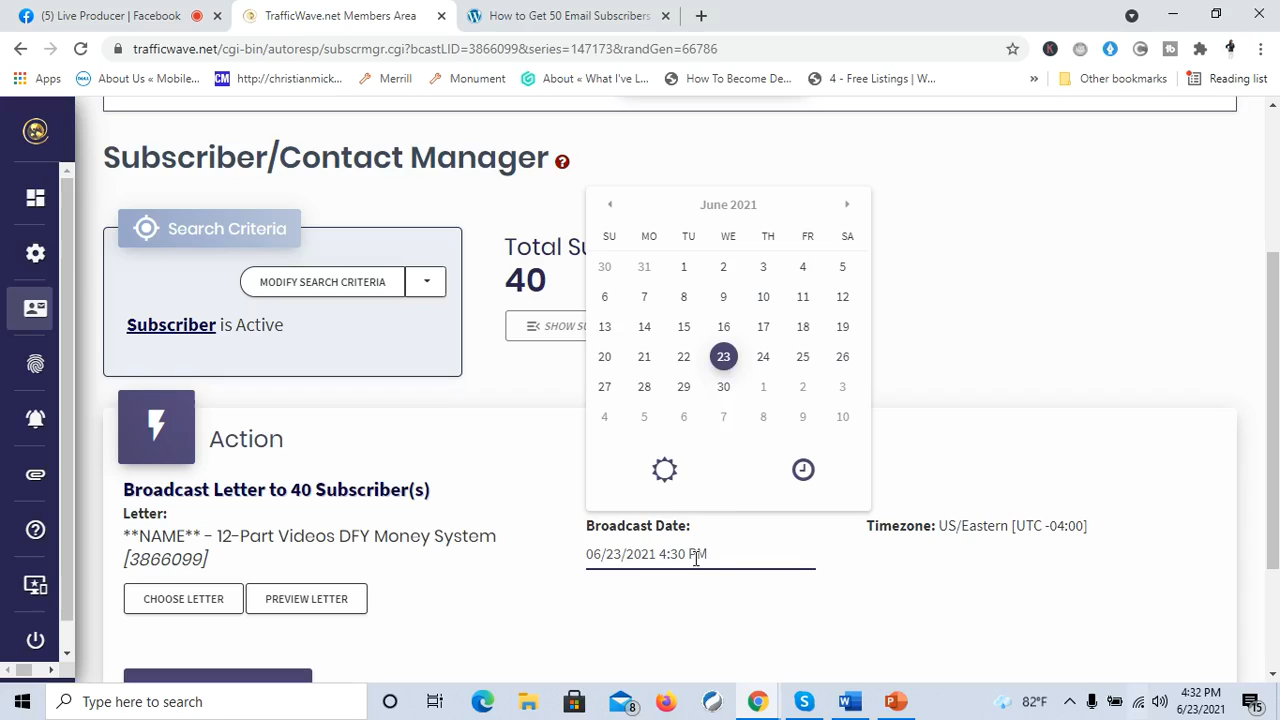 (5) Live Producer | Facebook
TrafficWave.net Members Area
How to Get 50 Email Subscribers
trafficwave.net/cgi-bin/autoresp/subscrmgr.cgi?bcastLID=3866099&series=147173&randGen=66786
Apps
About Us « Mobile...
http://christianmick...
Merrill
Monument
About « What I've L...
How To Become De...
4 - Free Listings | W...
»
Other bookmarks
Reading list
Subscriber/Contact Manager
Search Criteria
MODIFY SEARCH CRITERIA
Subscriber is Active
Total Su
40
SHOW SU
June 2021
SU MO TU WE TH FR SA
30 31 1 2 3 4 5
6 7 8 9 10 11 12
13 14 15 16 17 18 19
20 21 22 23 24 25 26
27 28 29 30 1 2 3
4 5 6 7 8 9 10
Action
Broadcast Letter to 40 Subscriber(s)
Letter:
**NAME** - 12-Part Videos DFY Money System
[3866099]
CHOOSE LETTER
PREVIEW LETTER
Broadcast Date:
06/23/2021 4:30 PM
Timezone: US/Eastern [UTC -04:00]
Type here to search
8
82°F
4:32 PM
6/23/2021
15